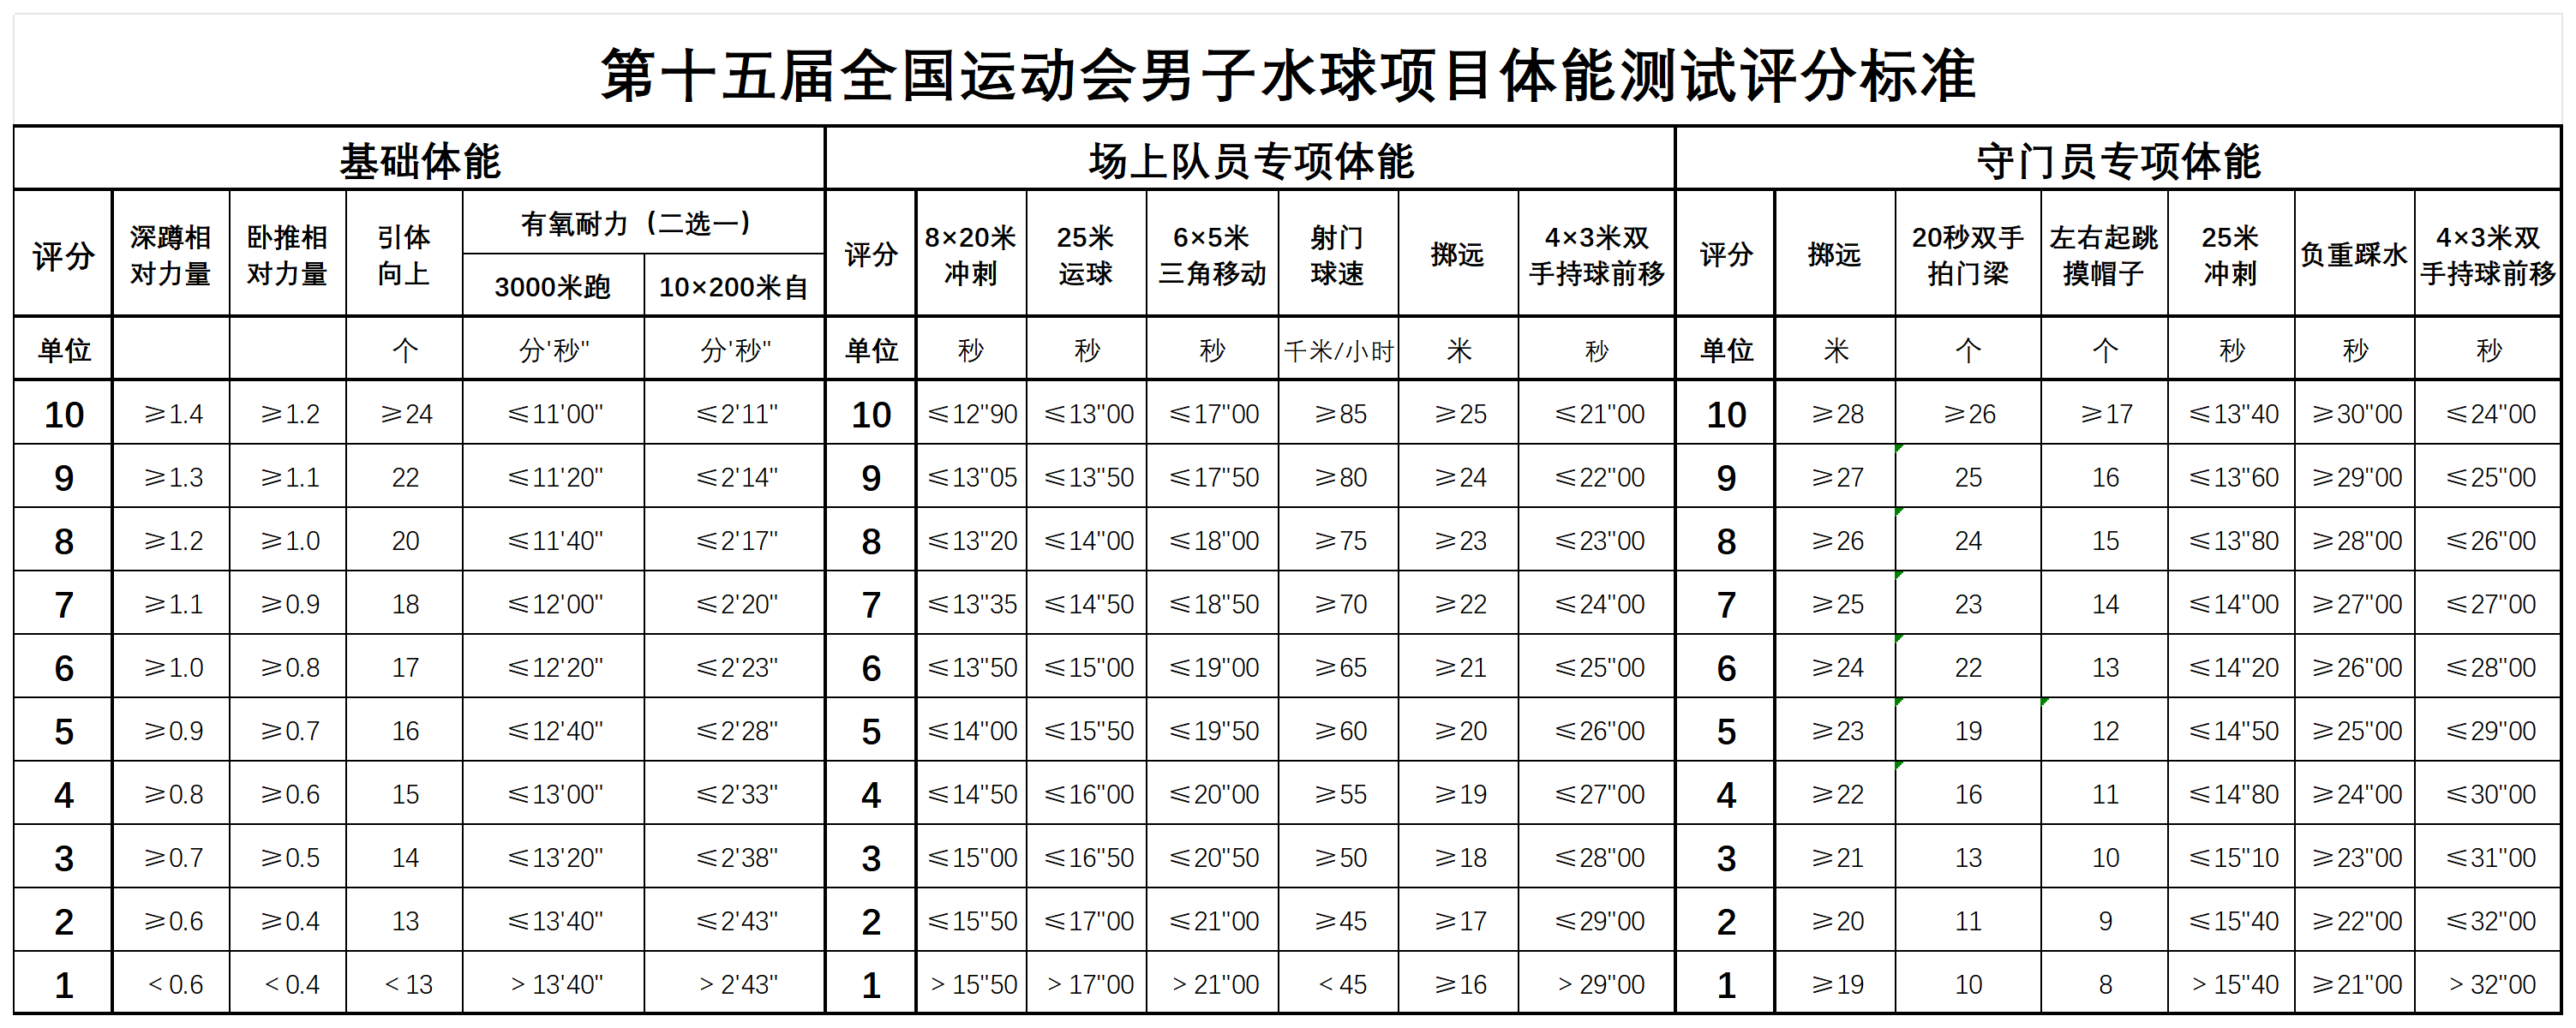 第十五届全国运动会男子水球项目体能测试评分标准
基础体能 场上队员专项体能 守门员专项体能
评分 深蹲相对力量 卧推相对力量 引体向上 有氧耐力（二选一） 3000米跑 10×200米自 评分 8×20米冲刺 25米运球 6×5米三角移动 射门球速 掷远 4×3米双手持球前移 评分 掷远 20秒双手拍门梁 左右起跳摸帽子 25米冲刺 负重踩水 4×3米双手持球前移
单位 个 分'秒" 分'秒" 单位 秒 秒 秒 千米/小时 米 秒 单位 米 个 个 秒 秒 秒
10 ≥1.4 ≥1.2 ≥24 ≤11'00" ≤2'11" 10 ≤12"90 ≤13"00 ≤17"00 ≥85 ≥25 ≤21"00 10 ≥28 ≥26 ≥17 ≤13"40 ≥30"00 ≤24"00
9 ≥1.3 ≥1.1 22 ≤11'20" ≤2'14" 9 ≤13"05 ≤13"50 ≤17"50 ≥80 ≥24 ≤22"00 9 ≥27 25 16 ≤13"60 ≥29"00 ≤25"00
8 ≥1.2 ≥1.0 20 ≤11'40" ≤2'17" 8 ≤13"20 ≤14"00 ≤18"00 ≥75 ≥23 ≤23"00 8 ≥26 24 15 ≤13"80 ≥28"00 ≤26"00
7 ≥1.1 ≥0.9 18 ≤12'00" ≤2'20" 7 ≤13"35 ≤14"50 ≤18"50 ≥70 ≥22 ≤24"00 7 ≥25 23 14 ≤14"00 ≥27"00 ≤27"00
6 ≥1.0 ≥0.8 17 ≤12'20" ≤2'23" 6 ≤13"50 ≤15"00 ≤19"00 ≥65 ≥21 ≤25"00 6 ≥24 22 13 ≤14"20 ≥26"00 ≤28"00
5 ≥0.9 ≥0.7 16 ≤12'40" ≤2'28" 5 ≤14"00 ≤15"50 ≤19"50 ≥60 ≥20 ≤26"00 5 ≥23 19 12 ≤14"50 ≥25"00 ≤29"00
4 ≥0.8 ≥0.6 15 ≤13'00" ≤2'33" 4 ≤14"50 ≤16"00 ≤20"00 ≥55 ≥19 ≤27"00 4 ≥22 16 11 ≤14"80 ≥24"00 ≤30"00
3 ≥0.7 ≥0.5 14 ≤13'20" ≤2'38" 3 ≤15"00 ≤16"50 ≤20"50 ≥50 ≥18 ≤28"00 3 ≥21 13 10 ≤15"10 ≥23"00 ≤31"00
2 ≥0.6 ≥0.4 13 ≤13'40" ≤2'43" 2 ≤15"50 ≤17"00 ≤21"00 ≥45 ≥17 ≤29"00 2 ≥20 11 9 ≤15"40 ≥22"00 ≤32"00
1 ＜0.6 ＜0.4 ＜13 ＞13'40" ＞2'43" 1 ＞15"50 ＞17"00 ＞21"00 ＜45 ≥16 ＞29"00 1 ≥19 10 8 ＞15"40 ≥21"00 ＞32"00